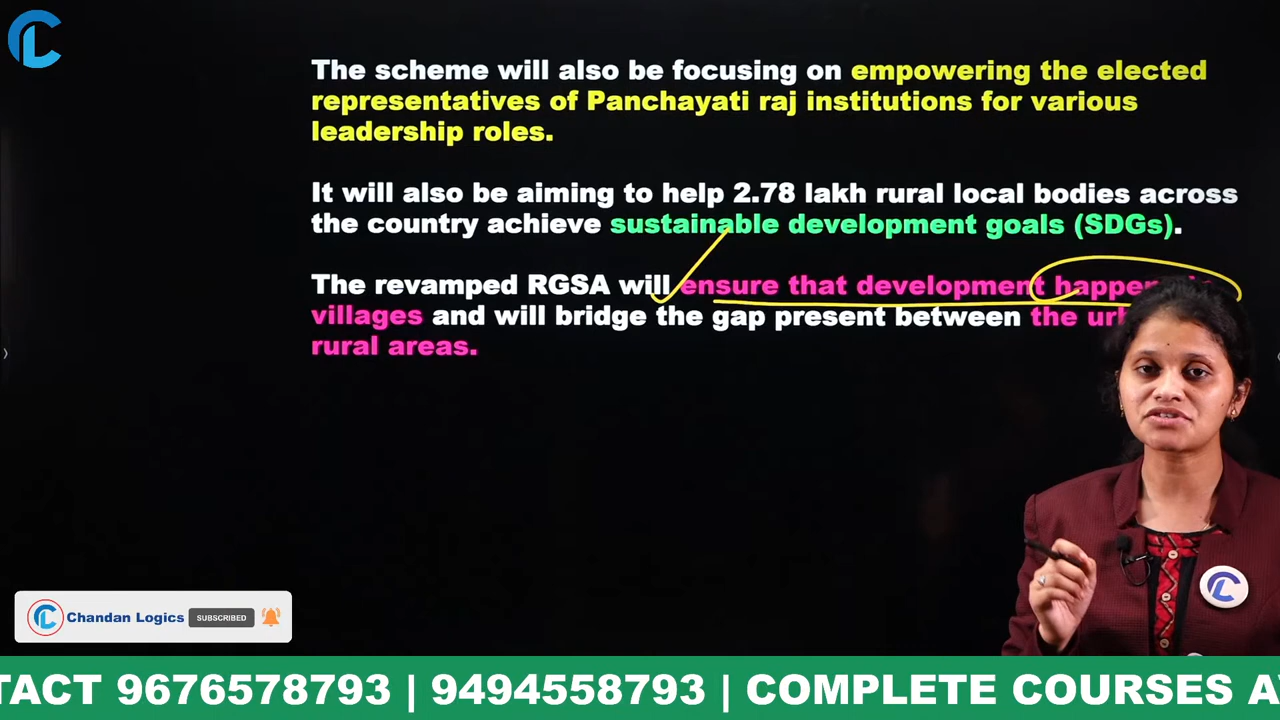 The scheme will also be focusing on empowering the elected
representatives of Panchayati raj institutions for various
leadership roles.
It will also be aiming to help 2.78 lakh rural local bodies across
the country achieve sustainable development goals (SDGs).
The revamped RGSA will ensure that development
villages and will bridge the gap present between the
rural areas.
Chandan Logics SUBSCRIBED
9676578793 | 9494558793 | COMPLETE COURSES